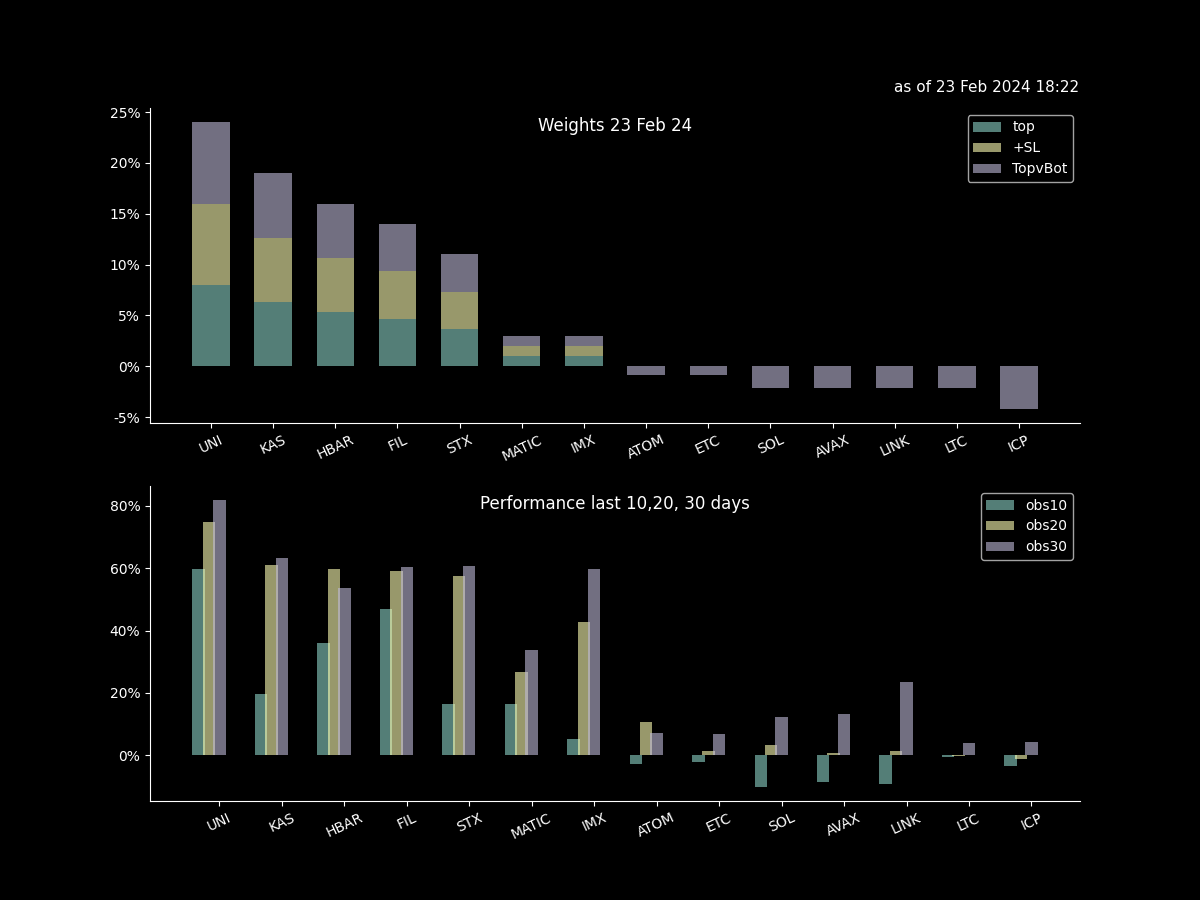 as of 23 Feb 2024 18:22
Weights 23 Feb 24
top
+SL
TopvBot
25%
20%
15%
10%
5%
0%
-5%
UNI KAS HBAR FIL STX MATIC IMX ATOM ETC SOL AVAX LINK LTC ICP
Performance last 10,20, 30 days
obs10
obs20
obs30
80%
60%
40%
20%
0%
UNI KAS HBAR FIL STX MATIC IMX ATOM ETC SOL AVAX LINK LTC ICP